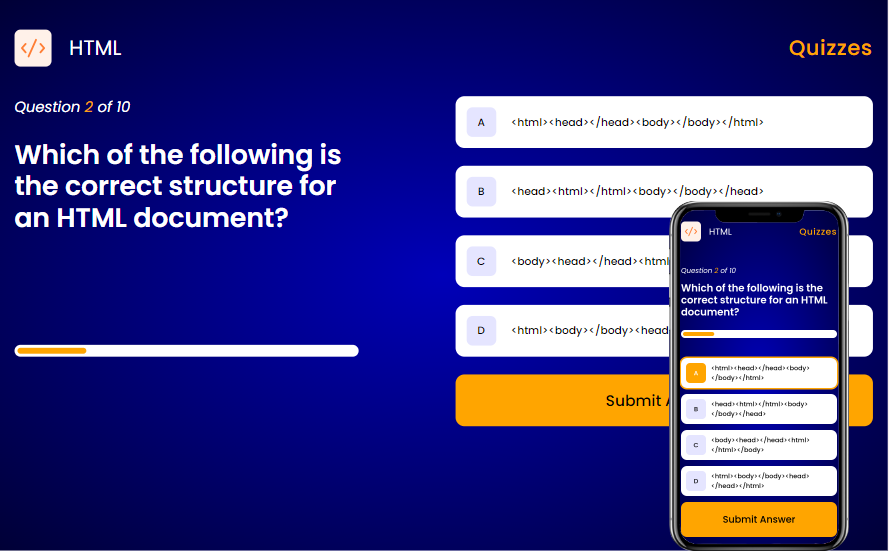 </>
HTML
Quizzes
Question 2 of 10
Which of the following is
the correct structure for
an HTML document?
A
<html><head></head><body></body></html>
B
<head><html></html><body></body></head>
C
<body><head></head><html
D
<html><body></body><head
Submit
</>
HTML
Quizzes
Question 2 of 10
Which of the following is the
correct structure for an HTML
document?
A
<html><head></head><body>
</body></html>
B
<head><html></html><body>
</body></head>
C
<body><head></head><html>
</html></body>
D
<html><body></body><head>
</head></html>
Submit Answer